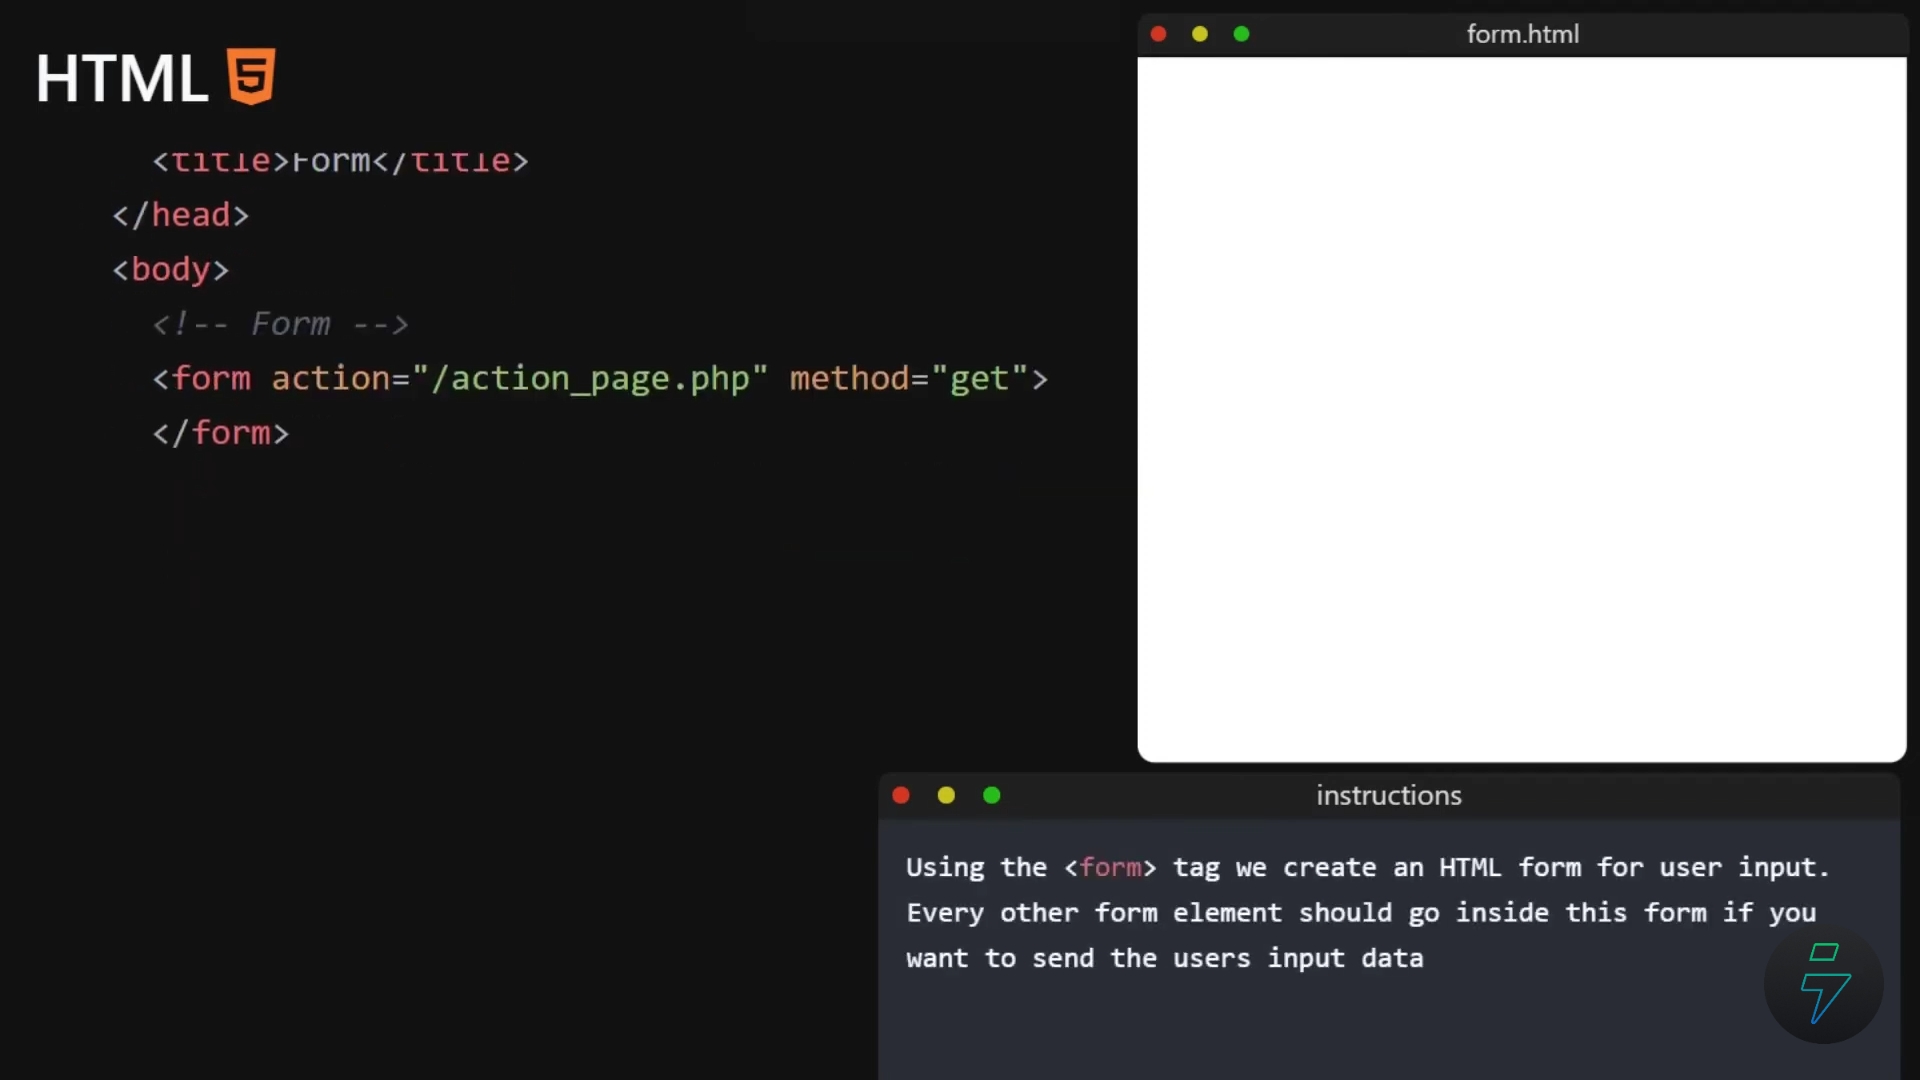 HTML 5
<title>Form</title>
</head>
<body>
<!-- Form -->
<form action="/action_page.php" method="get">
</form>
form.html
instructions
Using the <form> tag we create an HTML form for user input.
Every other form element should go inside this form if you
want to send the users input data